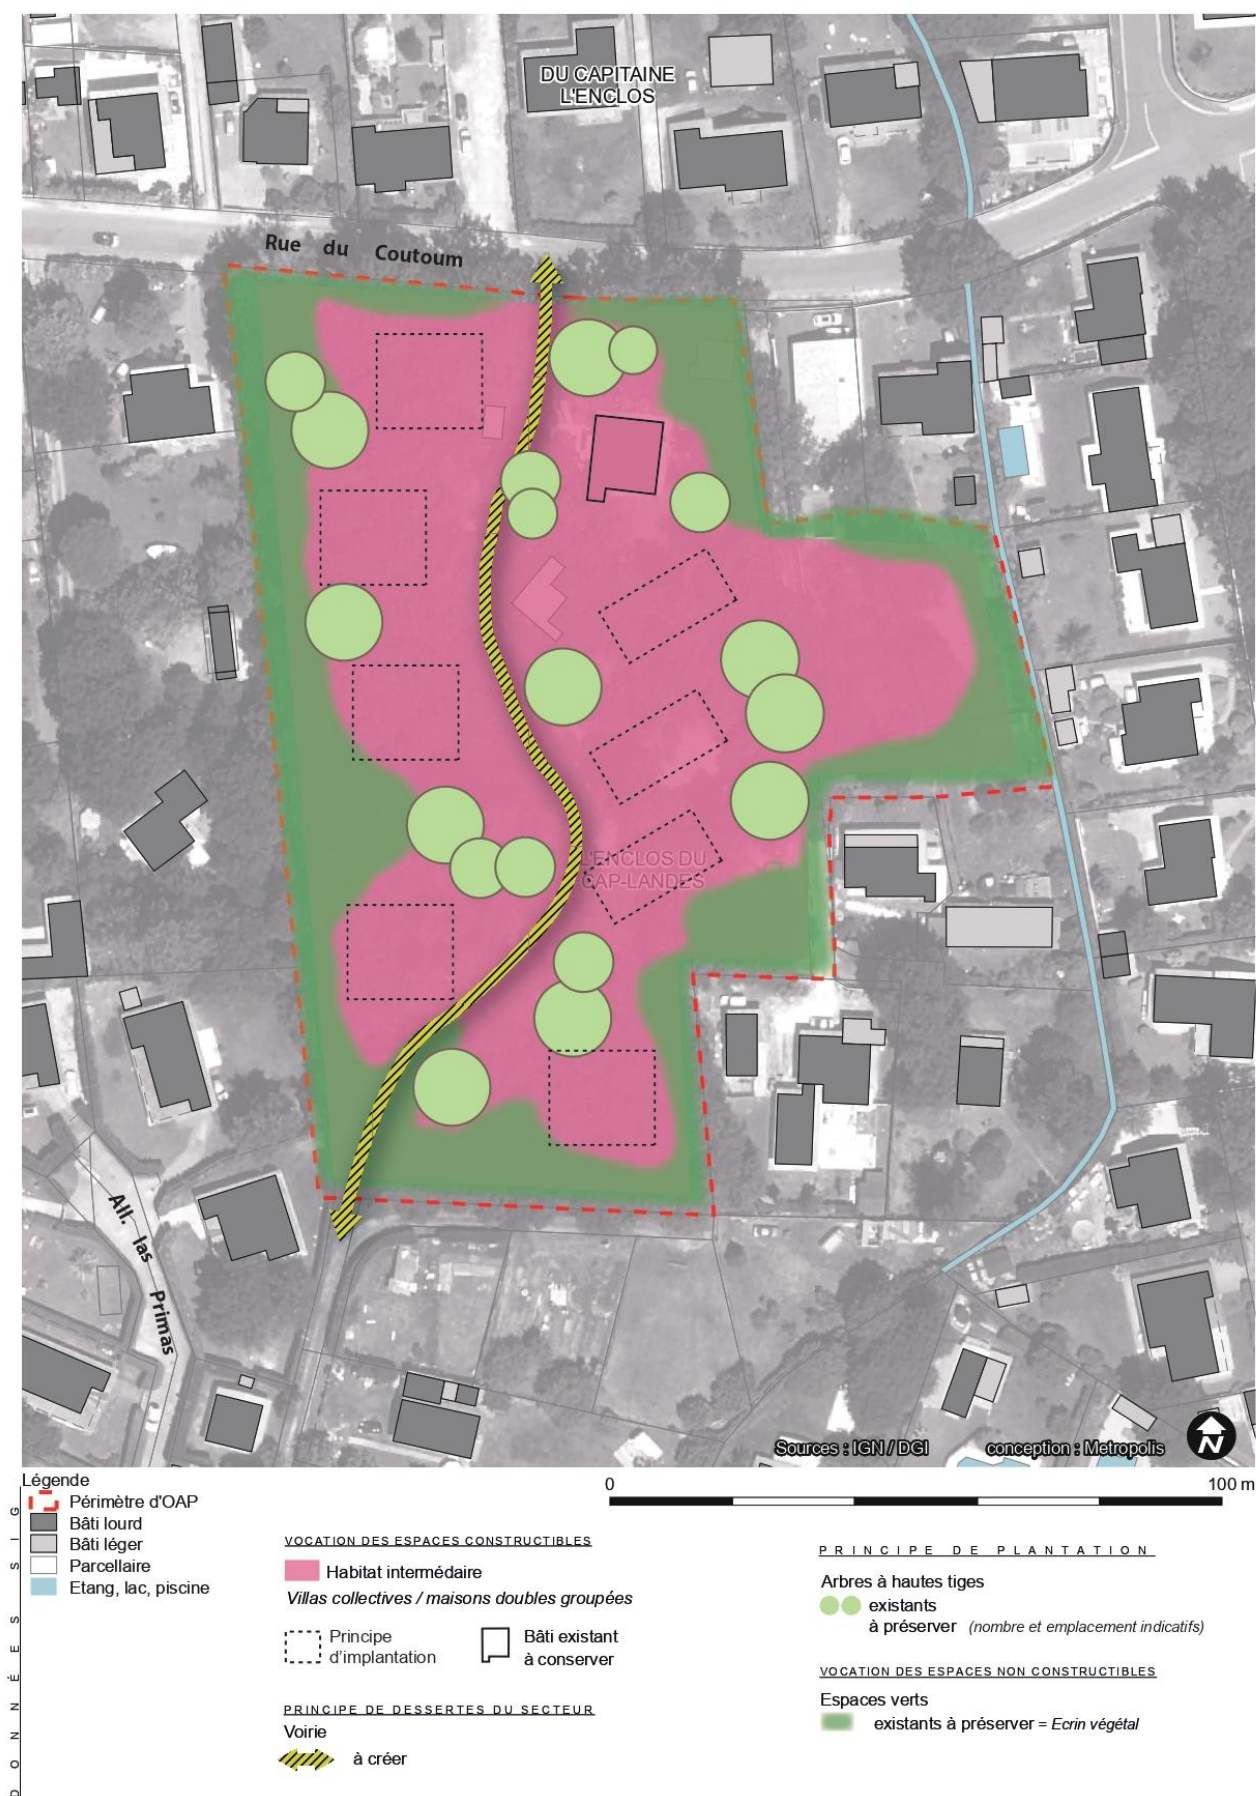 DU CAPITAINE
L'ENCLOS
Rue du Coutoum
L'ENCLOS DU
CAP-LANDES
All. las Primas
Sources : IGN / DGI
conception : Metropolis
N
Légende
Périmètre d'OAP
Bâti lourd
Bâti léger
Parcellaire
Etang, lac, piscine
DONNÉES SIG
0
100 m
VOCATION DES ESPACES CONSTRUCTIBLES
Habitat intermédaire
Villas collectives / maisons doubles groupées
Principe
d'implantation
Bâti existant
à conserver
PRINCIPE DE DESSERTES DU SECTEUR
Voirie
à créer
PRINCIPE DE PLANTATION
Arbres à hautes tiges
existants
à préserver (nombre et emplacement indicatifs)
VOCATION DES ESPACES NON CONSTRUCTIBLES
Espaces verts
existants à préserver = Ecrin végétal